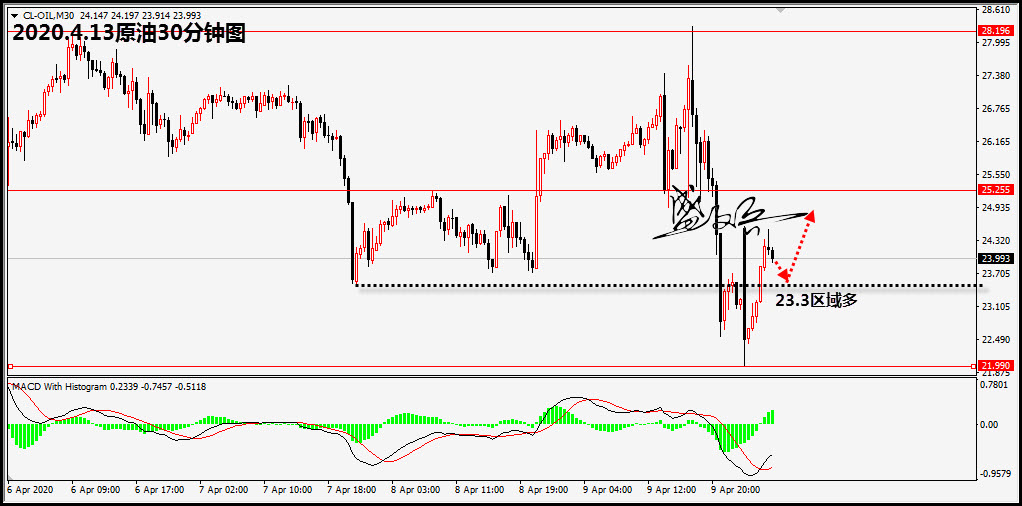 CL-OIL,M30 24.147 24.197 23.914 23.993
2020.4.13原油30分钟图
28.610
28.196
27.995
27.380
26.765
26.165
25.550
25.255
24.935
24.320
23.993
23.705
23.3区域多
23.105
22.490
21.990
21.875
MACD With Histogram 0.2339 -0.7457 -0.5118
0.7801
0.00
-0.9579
6 Apr 2020
6 Apr 09:00
6 Apr 17:00
7 Apr 02:00
7 Apr 10:00
7 Apr 18:00
8 Apr 03:00
8 Apr 11:00
8 Apr 19:00
9 Apr 04:00
9 Apr 12:00
9 Apr 20:00